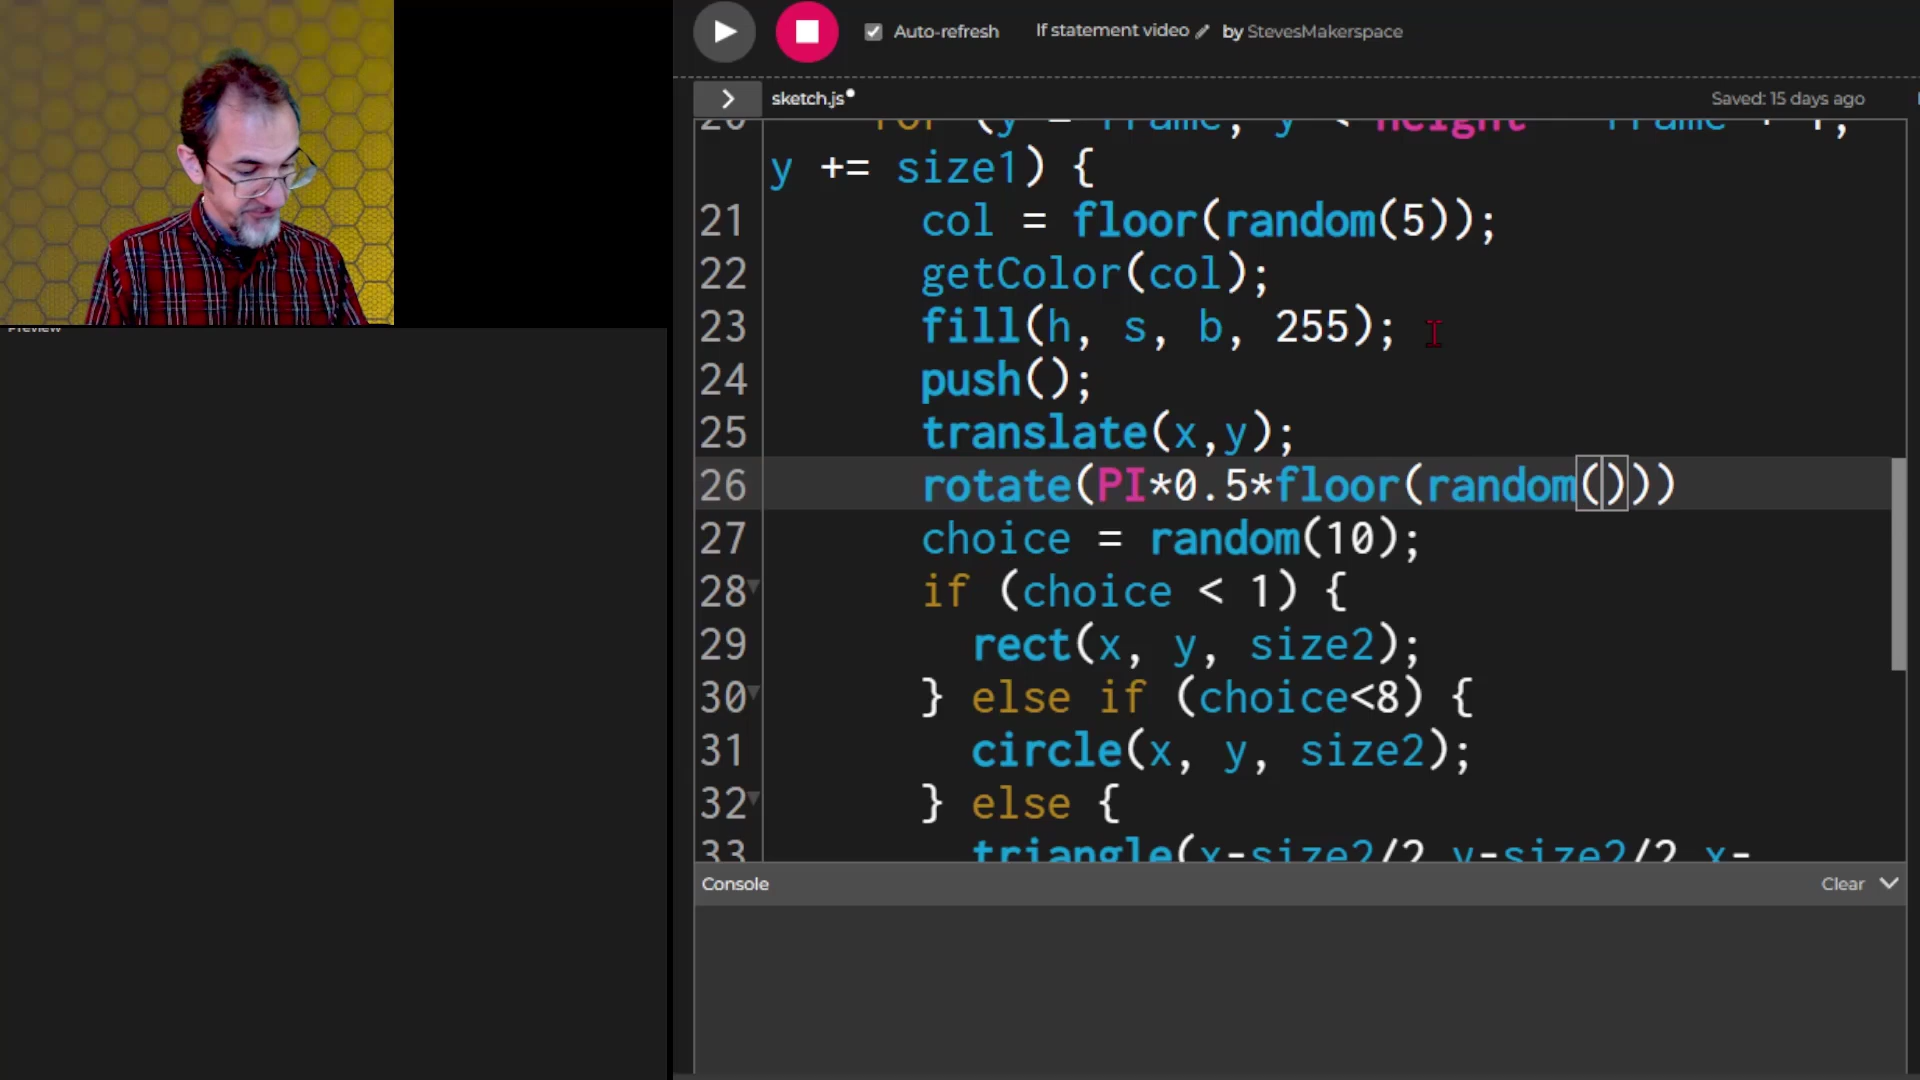 Auto-refresh If statement video by StevesMakerspace
sketch.js Saved: 15 days ago
Preview
20 for (y = frame; y < height - frame + 1;
y += size1) {
21 col = floor(random(5));
22 getColor(col);
23 fill(h, s, b, 255);
24 push();
25 translate(x,y);
26 rotate(PI*0.5*floor(random()))
27 choice = random(10);
28 if (choice < 1) {
29 rect(x, y, size2);
30 } else if (choice<8) {
31 circle(x, y, size2);
32 } else {
33 triangle(x-size2/2,y-size2/2,x-
Console Clear